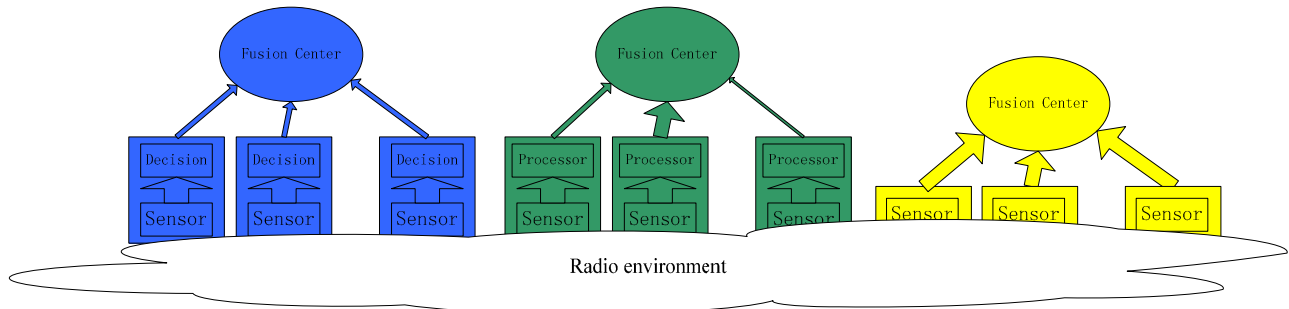 Fusion Center
Fusion Center
Fusion Center
Decision
Decision
Decision
Processor
Processor
Processor
Sensor
Sensor
Sensor
Sensor
Sensor
Sensor
Sensor
Sensor
Sensor
Radio environment